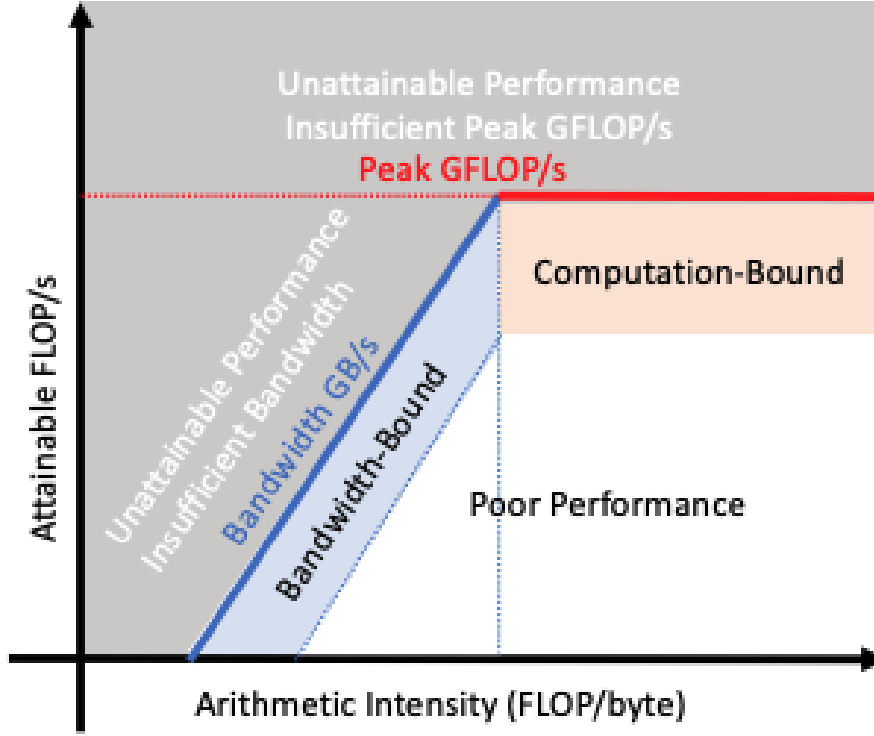 Unattainable Performance
Insufficient Peak GFLOP/s
Peak GFLOP/s
Unattainable Performance
Insufficient Bandwidth
Bandwidth GB/s
Bandwidth-Bound
Computation-Bound
Poor Performance
Attainable FLOP/s
Arithmetic Intensity (FLOP/byte)